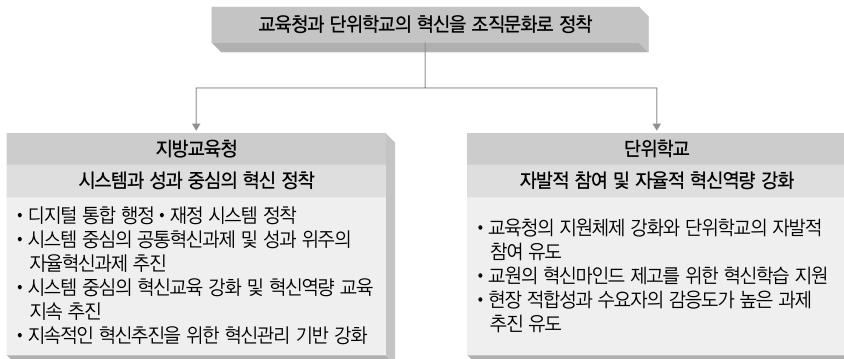 교육청과 단위학교의 혁신을 조직문화로 정착
지방교육청
시스템과 성과 중심의 혁신 정착
• 디지털 통합 행정 • 재정 시스템 정착
• 시스템 중심의 공통혁신과제 및 성과 위주의
자율혁신과제 추진
• 시스템 중심의 혁신교육 강화 및 혁신역량 교육
지속 추진
• 지속적인 혁신추진을 위한 혁신관리 기반 강화
단위학교
자발적 참여 및 자율적 혁신역량 강화
• 교육청의 지원체제 강화와 단위학교의 자발적
참여 유도
• 교원의 혁신마인드 제고를 위한 혁신학습 지원
• 현장 적합성과 수요자의 감응도가 높은 과제
추진 유도